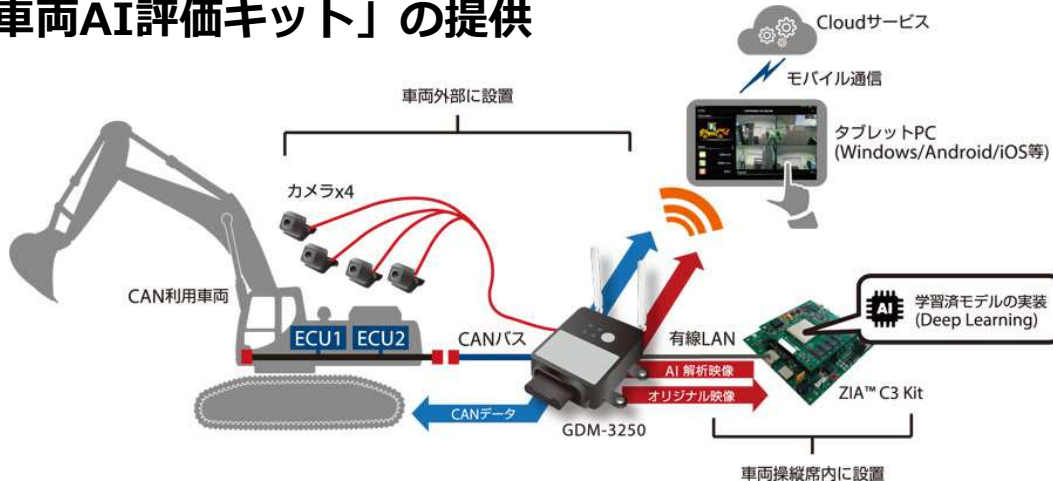 車両AI評価キット」の提供
Cloudサービス
モバイル通信
車両外部に設置
タブレットPC
(Windows/Android/iOS等)
カメラx4
CAN利用車両
ECU1
ECU2
CANバス
有線LAN
AI
学習済モデルの実装
(Deep Learning)
AI 解析映像
オリジナル映像
ZIA™ C3 Kit
CANデータ
GDM-3250
車両操縦席内に設置